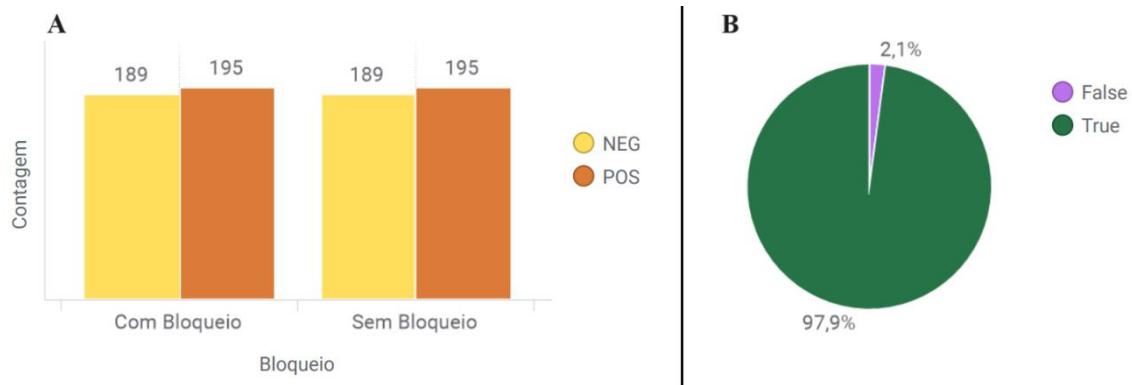 A
189
195
189
195
Contagem
NEG
POS
Com Bloqueio
Sem Bloqueio
Bloqueio
B
2,1%
False
True
97,9%